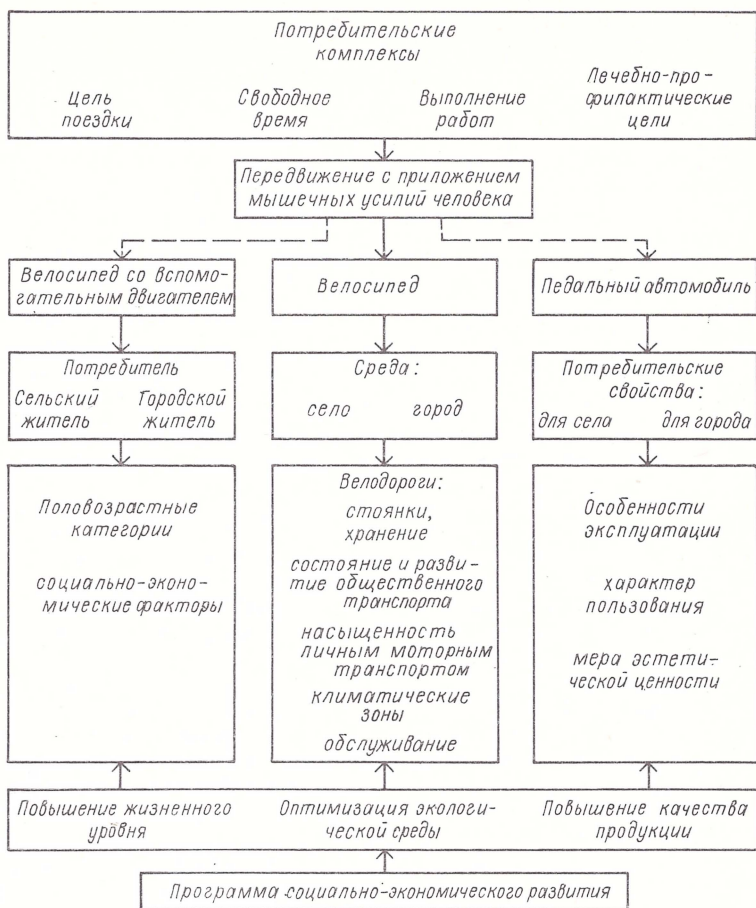 Потребительские
комплексы
Цель
поездки
Свободное
время
Выполнение
работ
Лечебно-про-
филактические
цели
Передвижение с приложением
мышечных усилий человека
Велосипед со вспомо-
гательным двигателем
Велосипед
Педальный автомобиль
Потребитель
Сельский
житель
Городской
житель
Среда:
село город
Потребительские
свойства:
для села для города
Половозрастные
категории
социально-эконо-
мические факторы
Велодороги:
стоянки,
хранение
состояние и разви-
тие общественного
транспорта
насыщенность
личным моторным
транспортом
климатические
зоны
обслуживание
Особенности
эксплуатации
характер
пользования
мера эстети-
ческой ценности
Повышение жизненного
уровня
Оптимизация экологи-
ческой среды
Повышение качества
продукции
Программа социально-экономического развития